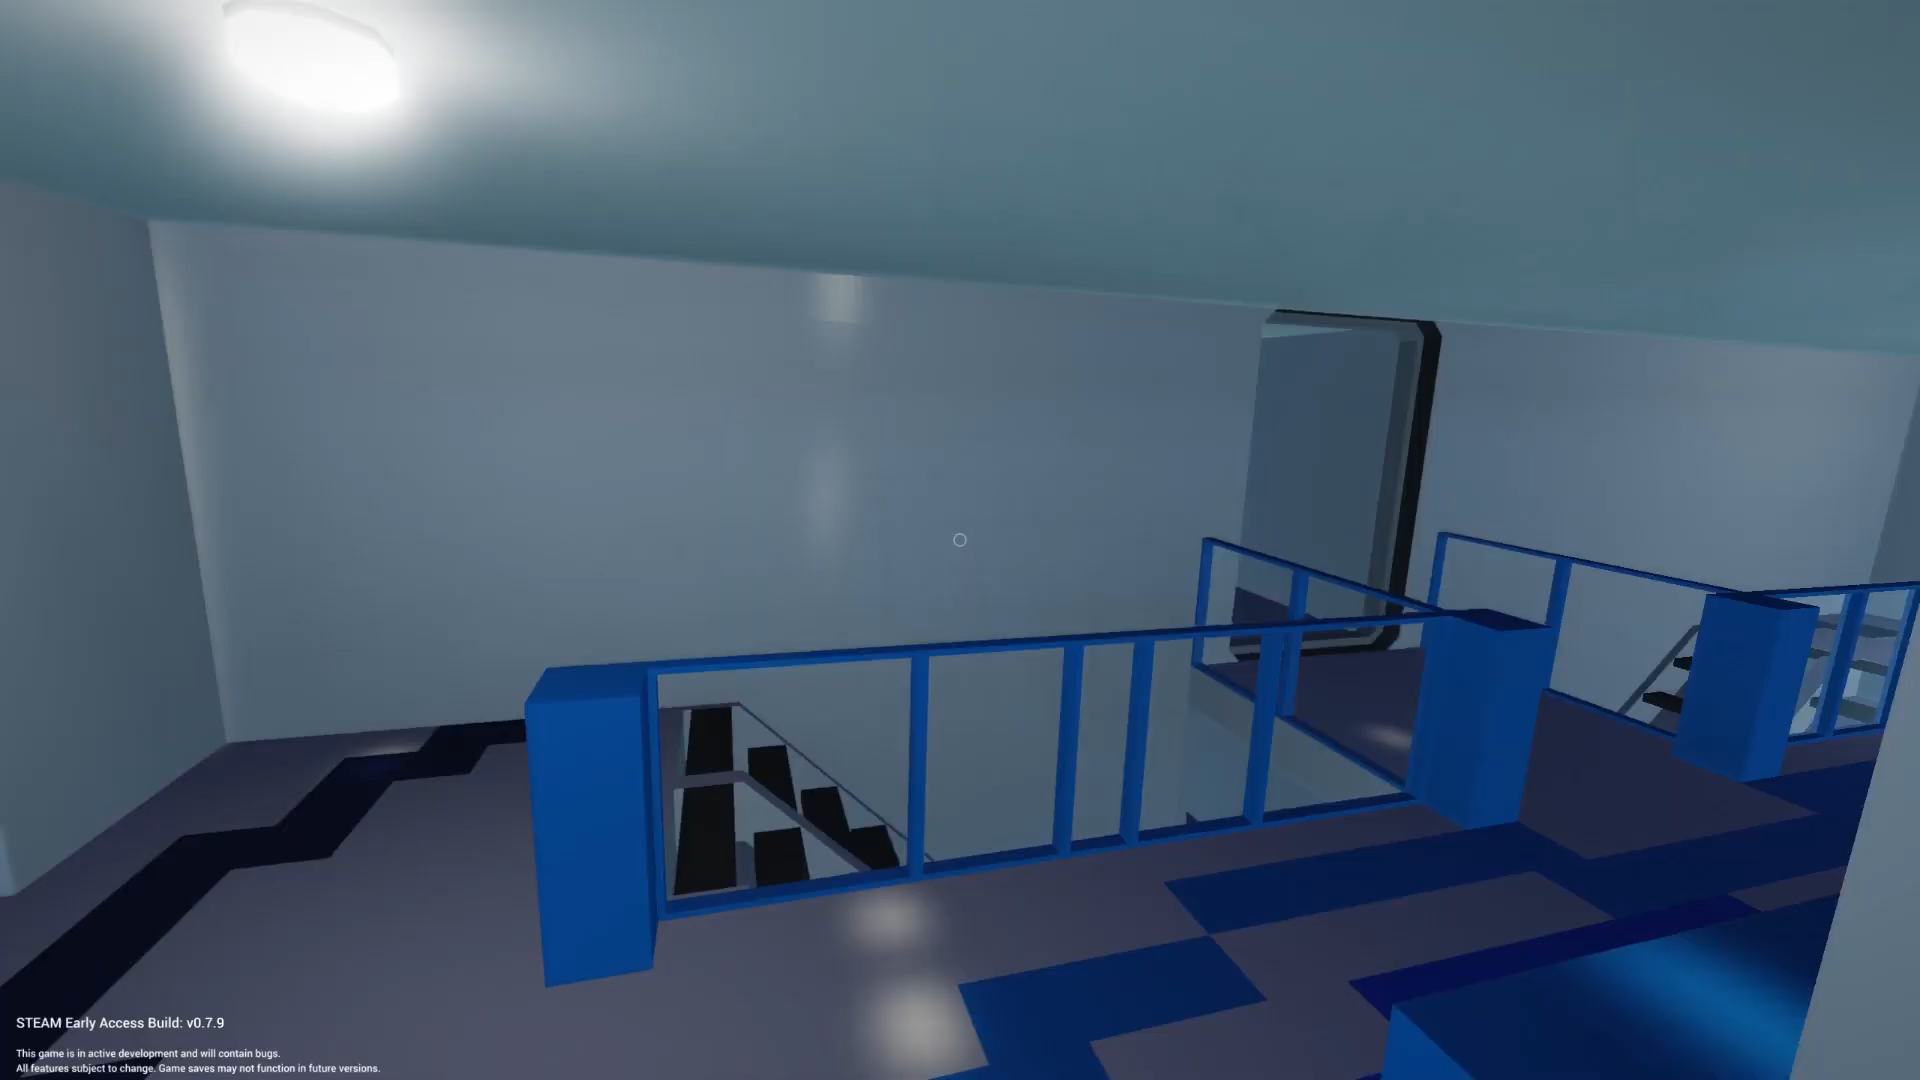 STEAM Early Access Build: v0.7.9
This game is in active development and will contain bugs.
All features subject to change. Game saves may not function in future versions.